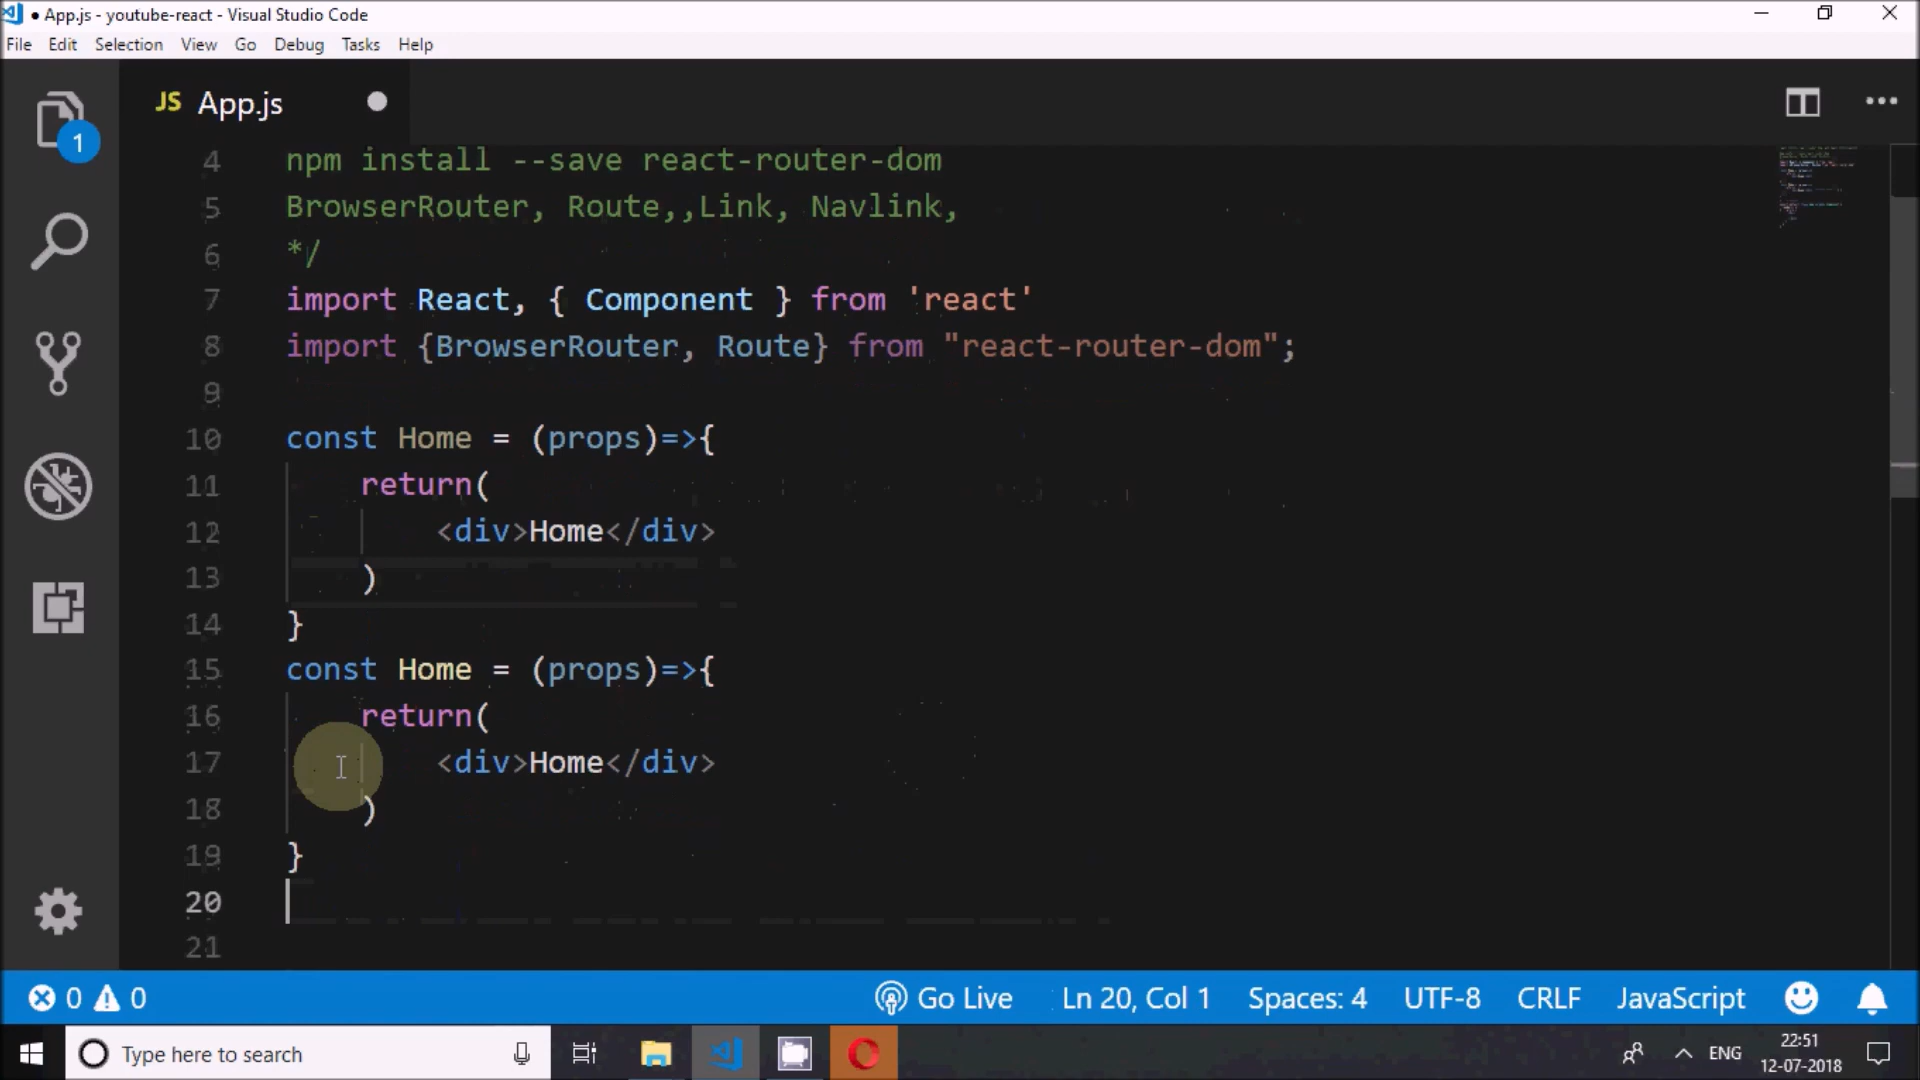 ● App.js - youtube-react - Visual Studio Code
File Edit Selection View Go Debug Tasks Help
1
JS App.js
4 npm install --save react-router-dom
5 BrowserRouter, Route,,Link, Navlink,
6 */
7 import React, { Component } from 'react'
8 import {BrowserRouter, Route} from "react-router-dom";
9
10 const Home = (props)=>{
11 return(
12 <div>Home</div>
13 )
14 }
15 const Home = (props)=>{
16 return(
17 <div>Home</div>
18 )
19 }
20
21
0 0 Go Live Ln 20, Col 1 Spaces: 4 UTF-8 CRLF JavaScript
Type here to search ENG 22:51
12-07-2018